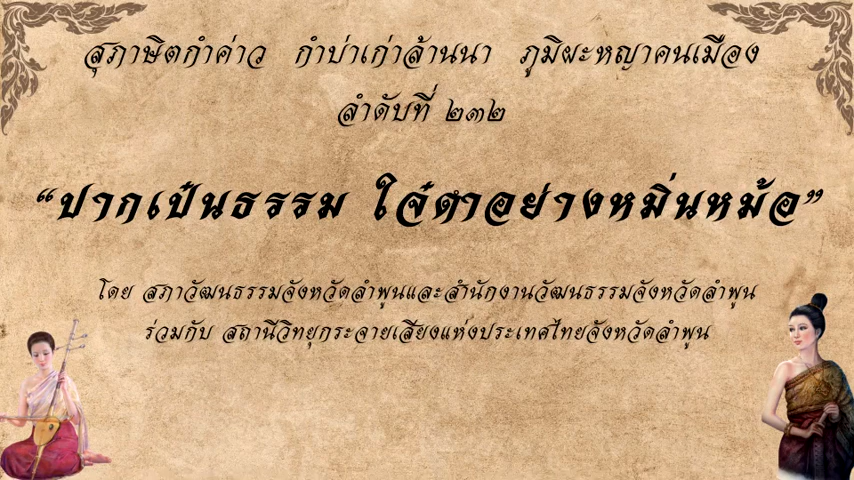 สุภาษิตกำค่าว กำบ่าเก่าล้านนา ภูมิผะหญาคนเมือง
ลำดับที่ ๒๓๒
“ปากเป๋นธรรม ใจ๋ดำอย่างหมิ่นหม้อ”
โดย สภาวัฒนธรรมจังหวัดลำพูนและสำนักงานวัฒนธรรมจังหวัดลำพูน
ร่วมกับ สถานีวิทยุกระจายเสียงแห่งประเทศไทยจังหวัดลำพูน